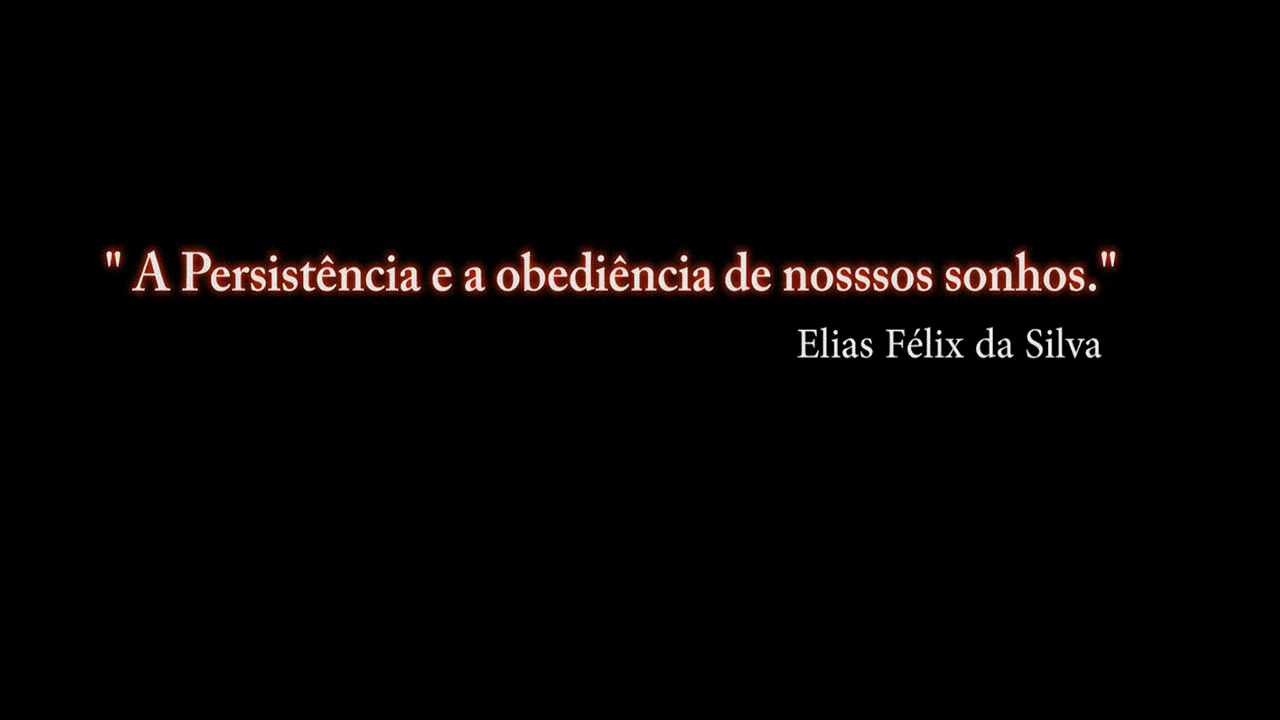 " A Persistência e a obediência de nosssos sonhos."
Elias Félix da Silva